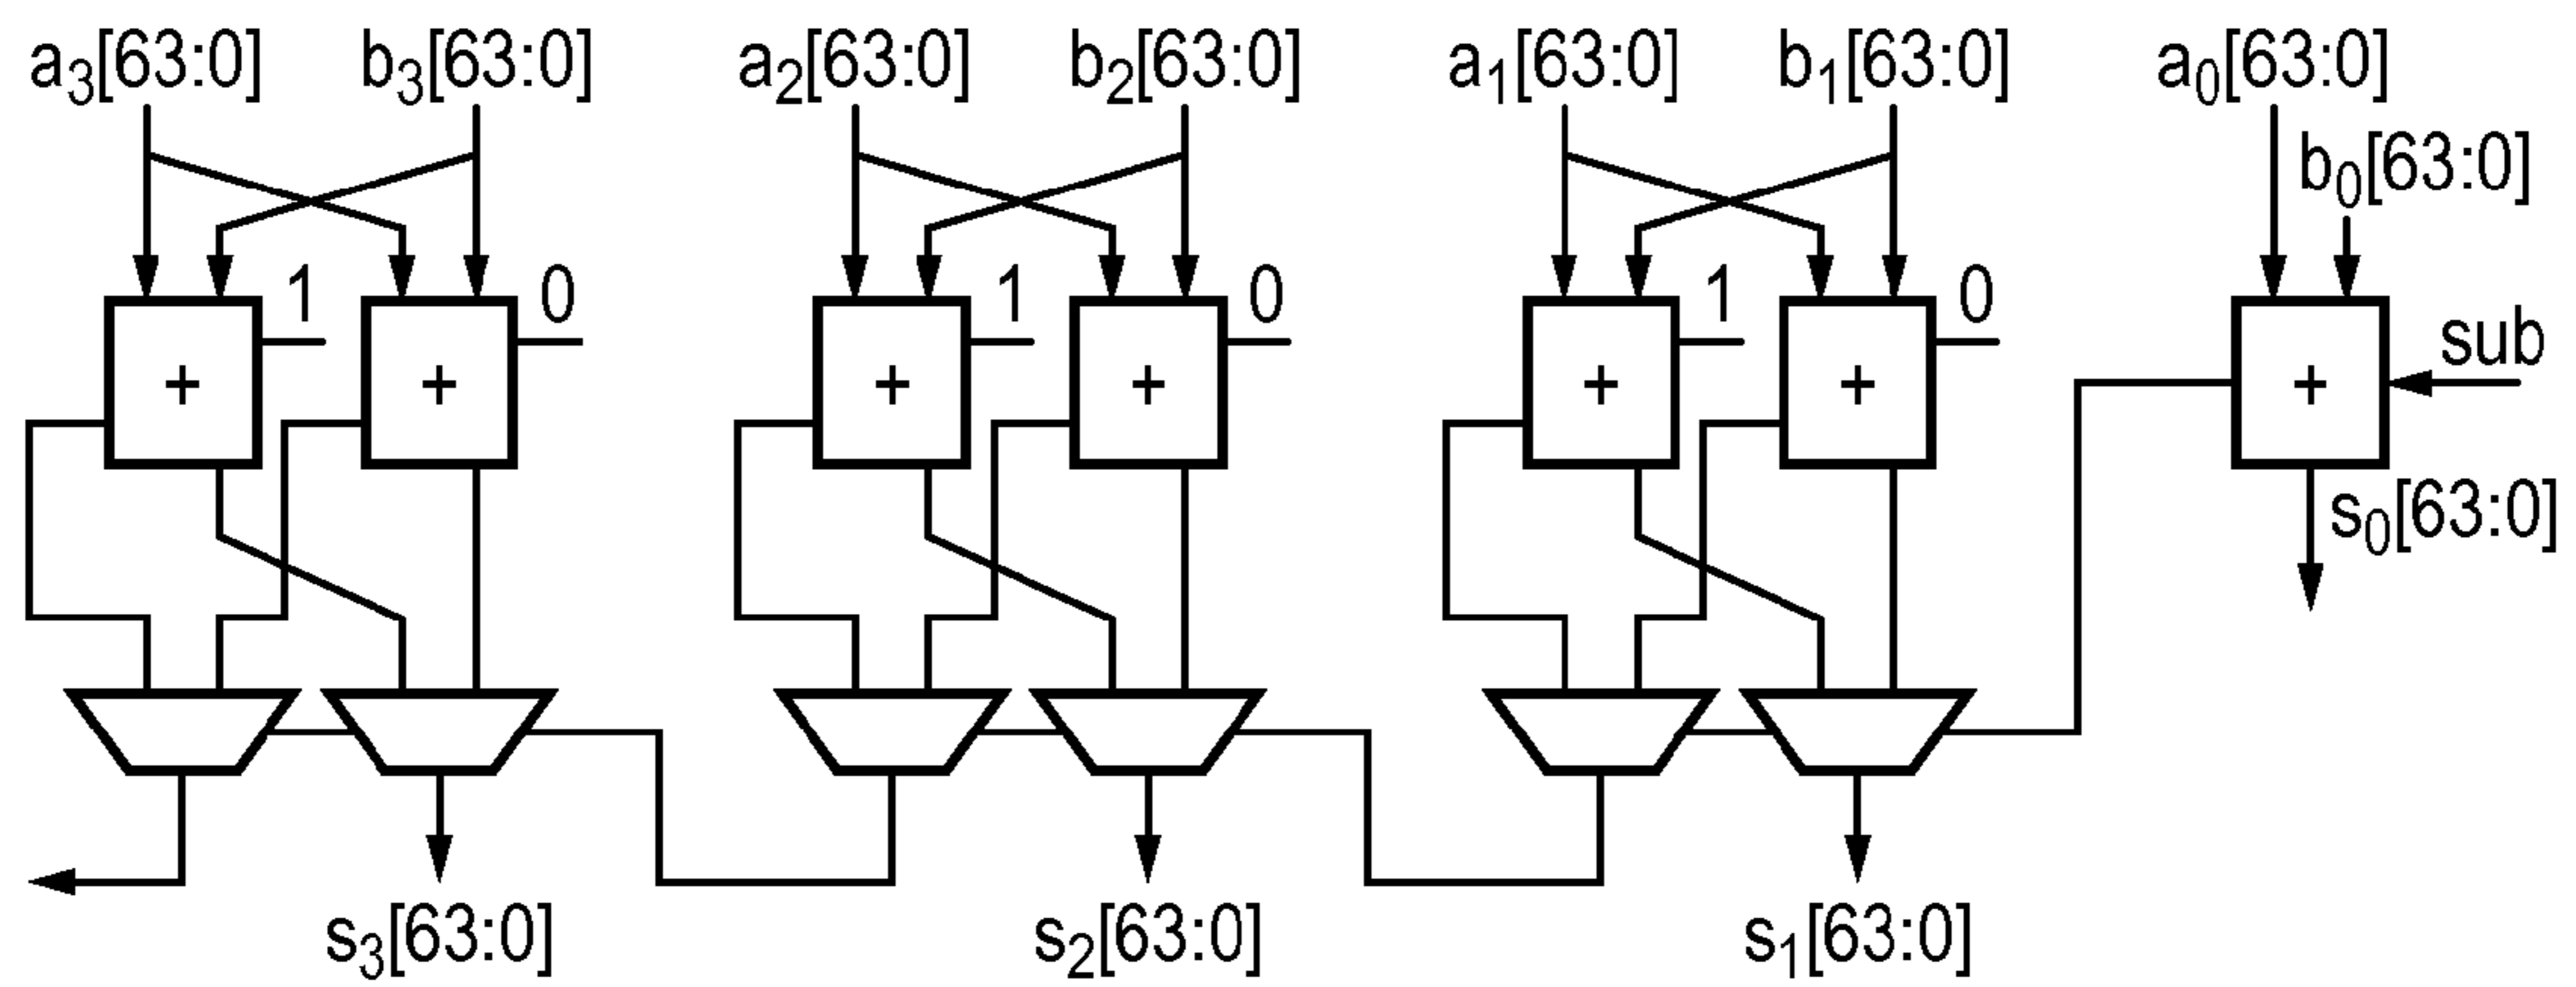 a₃[63:0] b₃[63:0] a₂[63:0] b₂[63:0] a₁[63:0] b₁[63:0] a₀[63:0]
b₀[63:0]
1 0 1 0 1 0
sub
+ + + + + + +
s₀[63:0]
s₃[63:0] s₂[63:0] s₁[63:0]